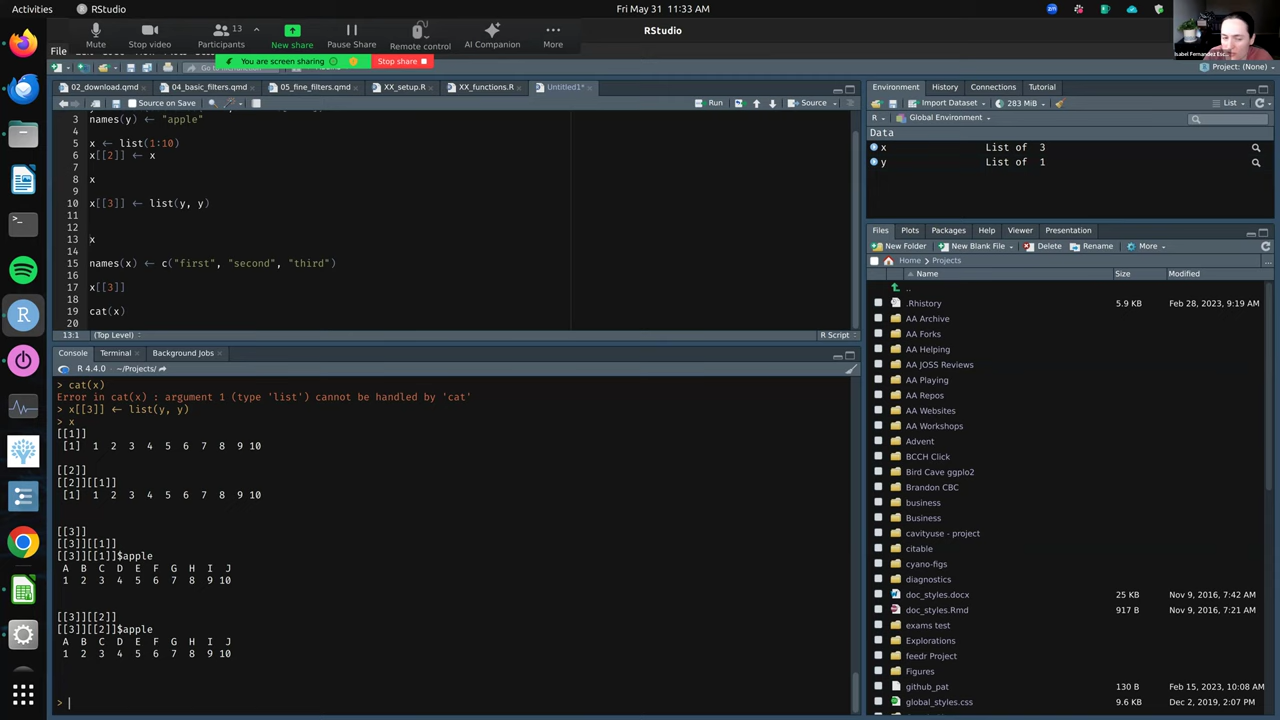 Activities
RStudio
Fri May 31 11:33 AM
Mute
Stop video
13
Participants
New share
Pause Share
Remote control
AI Companion
More
RStudio
Isabel Fernandez Esc...
You are screen sharing
Stop share
File
Project: (None)
02_download.qmd
04_basic_filters.qmd
05_fine_filters.qmd
XX_setup.R
XX_functions.R
Untitled1*
Source on Save
Run
Source
3 names(y) <- "apple"
4
5 x <- list(1:10)
6 x[[2]] <- x
7
8 x
9
10 x[[3]] <- list(y, y)
11
12
13 x
14
15 names(x) <- c("first", "second", "third")
16
17 x[[3]]
18
19 cat(x)
20
13:1 (Top Level)
R Script
Console
Terminal
Background Jobs
R 4.4.0 · ~/Projects/
> cat(x)
Error in cat(x) : argument 1 (type 'list') cannot be handled by 'cat'
> x[[3]] <- list(y, y)
> x
[[1]]
[1] 1 2 3 4 5 6 7 8 9 10
[[2]]
[[2]][[1]]
[1] 1 2 3 4 5 6 7 8 9 10
[[3]]
[[3]][[1]]
[[3]][[1]]$apple
A B C D E F G H I J
1 2 3 4 5 6 7 8 9 10
[[3]][[2]]
[[3]][[2]]$apple
A B C D E F G H I J
1 2 3 4 5 6 7 8 9 10
>
Environment
History
Connections
Tutorial
Import Dataset
283 MiB
List
R
Global Environment
Data
x List of 3
y List of 1
Files
Plots
Packages
Help
Viewer
Presentation
New Folder
New Blank File
Delete
Rename
More
Home
Projects
Name
Size
Modified
..
.Rhistory 5.9 KB Feb 28, 2023, 9:19 AM
AA Archive
AA Forks
AA Helping
AA JOSS Reviews
AA Playing
AA Repos
AA Websites
AA Workshops
Advent
BCCH Click
Bird Cave ggplo2
Brandon CBC
business
Business
cavityuse - project
citable
cyano-figs
diagnostics
doc_styles.docx 25 KB Nov 9, 2016, 7:42 AM
doc_styles.Rmd 917 B Nov 9, 2016, 7:21 AM
exams test
Explorations
feedr Project
Figures
github_pat 130 B Feb 15, 2023, 10:08 AM
global_styles.css 9.6 KB Dec 2, 2019, 2:07 PM